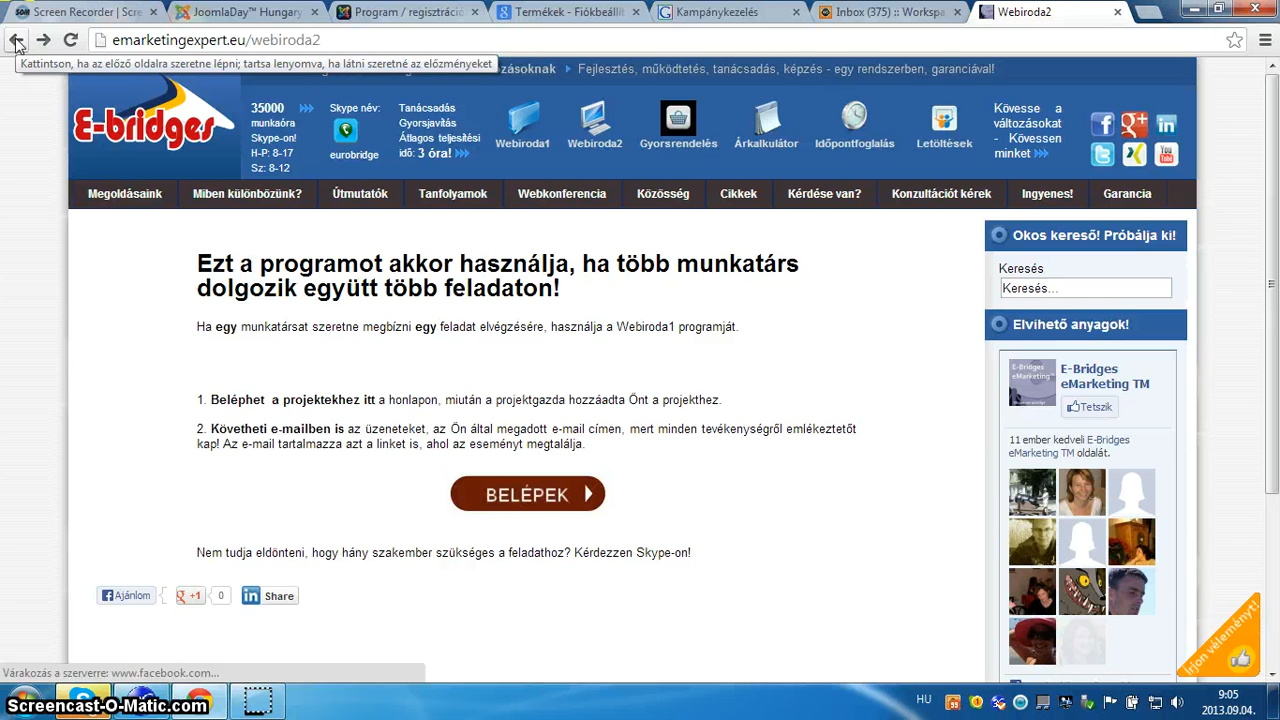 Screen Recorder | Scre
JoomlaDay™ Hungary
Program / regisztráció
Termékek - Fiókbeállít
Kampánykezelés
Inbox (375) :: Workspa
Webiroda2
emarketingexpert.eu/webiroda2
Kattintson, ha az előző oldalra szeretne lépni; tartsa lenyomva, ha látni szeretné az előzményeket
zásoknak
Fejlesztés, működtetés, tanácsadás, képzés - egy rendszerben, garanciával!
E-bridges
35000
munkaóra
Skype-on!
H-P: 8-17
Sz: 8-12
Skype név:
eurobridge
Tanácsadás
Gyorsjavítás
Átlagos teljesítési
idő: 3 óra!
Webiroda1
Webiroda2
Gyorsrendelés
Árkalkulátor
Időpontfoglalás
Letöltések
Kövesse a
változásokat
- Kövessen
minket
Megoldásaink
Miben különbözünk?
Útmutatók
Tanfolyamok
Webkonferencia
Közösség
Cikkek
Kérdése van?
Konzultációt kérek
Ingyenes!
Garancia
Ezt a programot akkor használja, ha több munkatárs
dolgozik együtt több feladaton!
Ha egy munkatársat szeretne megbízni egy feladat elvégzésére, használja a Webiroda1 programját.
1. Beléphet a projektekhez itt a honlapon, miután a projektgazda hozzáadta Önt a projekthez.
2. Követheti e-mailben is az üzeneteket, az Ön által megadott e-mail címen, mert minden tevékenységről emlékeztetőt
kap! Az e-mail tartalmazza azt a linket is, ahol az eseményt megtalálja.
BELÉPEK
Nem tudja eldönteni, hogy hány szakember szükséges a feladathoz? Kérdezzen Skype-on!
Ajánlom
+1
0
Share
Okos kereső! Próbálja ki!
Keresés
Keresés...
Elvihető anyagok!
E-Bridges
eMarketing TM
Tetszik
11 ember kedveli E-Bridges
eMarketing TM oldalát.
Írjon véleményt!
Várakozás a szerverre: www.facebook.com...
Screencast-O-Matic.com
HU
9:05
2013.09.04.